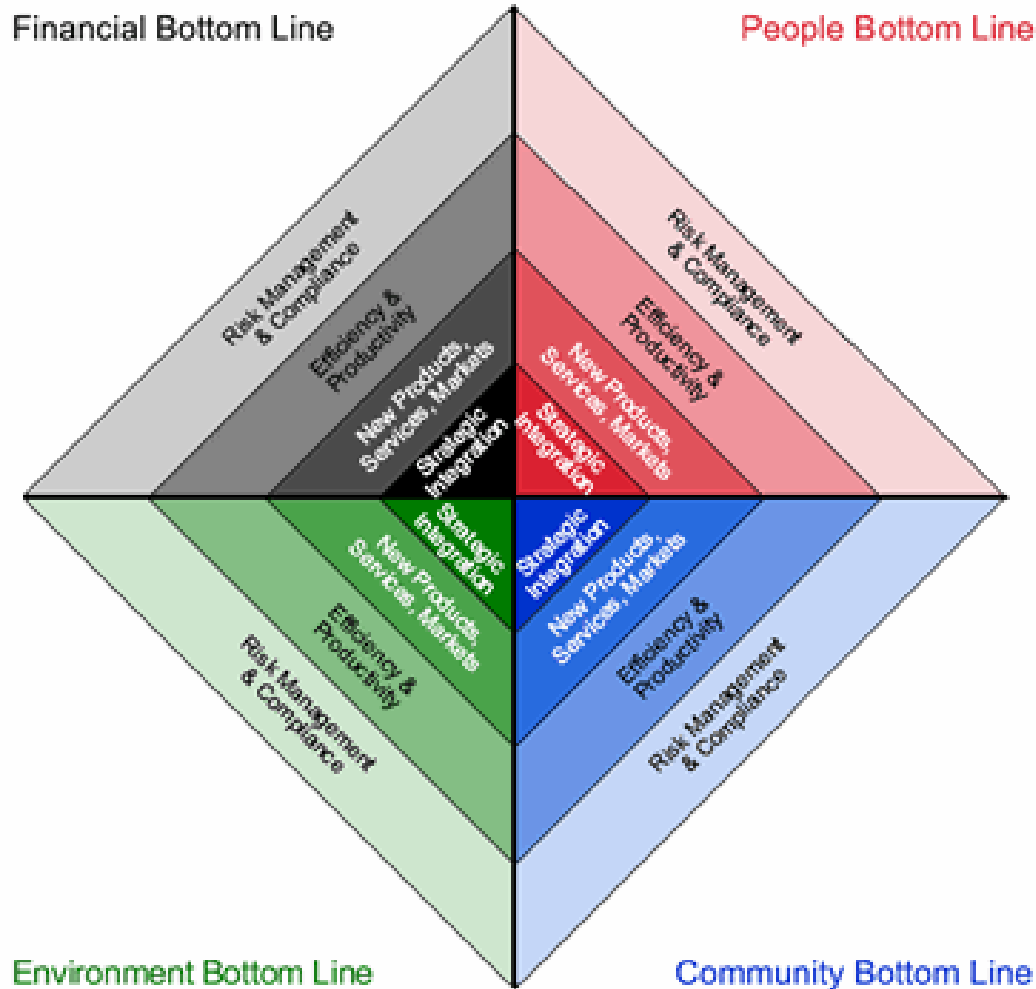 Financial Bottom Line
People Bottom Line
Risk Management
& Compliance
Efficiency &
Productivity
New Products,
Services, Markets
Strategic
Integration
Risk Management
& Compliance
Efficiency &
Productivity
New Products,
Services, Markets
Strategic
Integration
Strategic
Integration
New Products,
Services, Markets
Efficiency &
Productivity
Risk Management
& Compliance
Strategic
Integration
New Products,
Services, Markets
Efficiency &
Productivity
Risk Management
& Compliance
Environment Bottom Line
Community Bottom Line